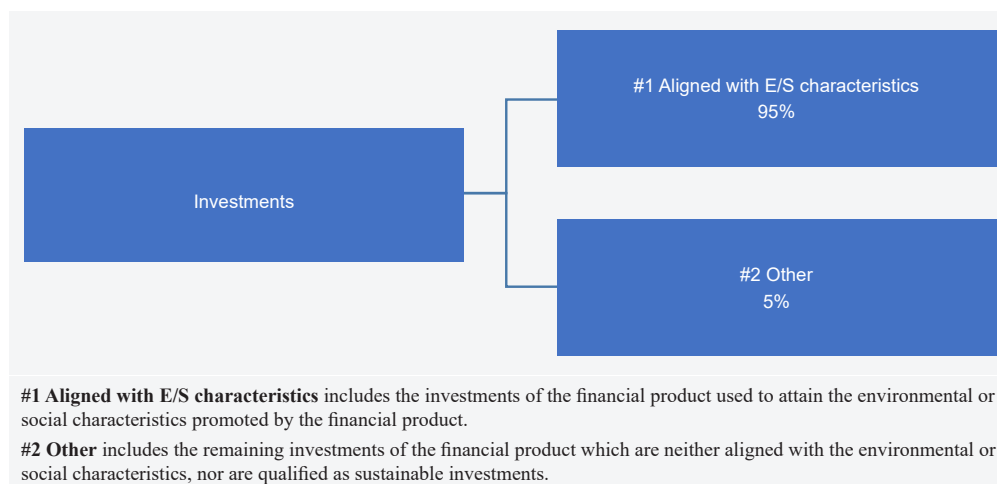 #1 Aligned with E/S characteristics
95%
Investments
#2 Other
5%
#1 Aligned with E/S characteristics includes the investments of the financial product used to attain the environmental or
social characteristics promoted by the financial product.
#2 Other includes the remaining investments of the financial product which are neither aligned with the environmental or
social characteristics, nor are qualified as sustainable investments.